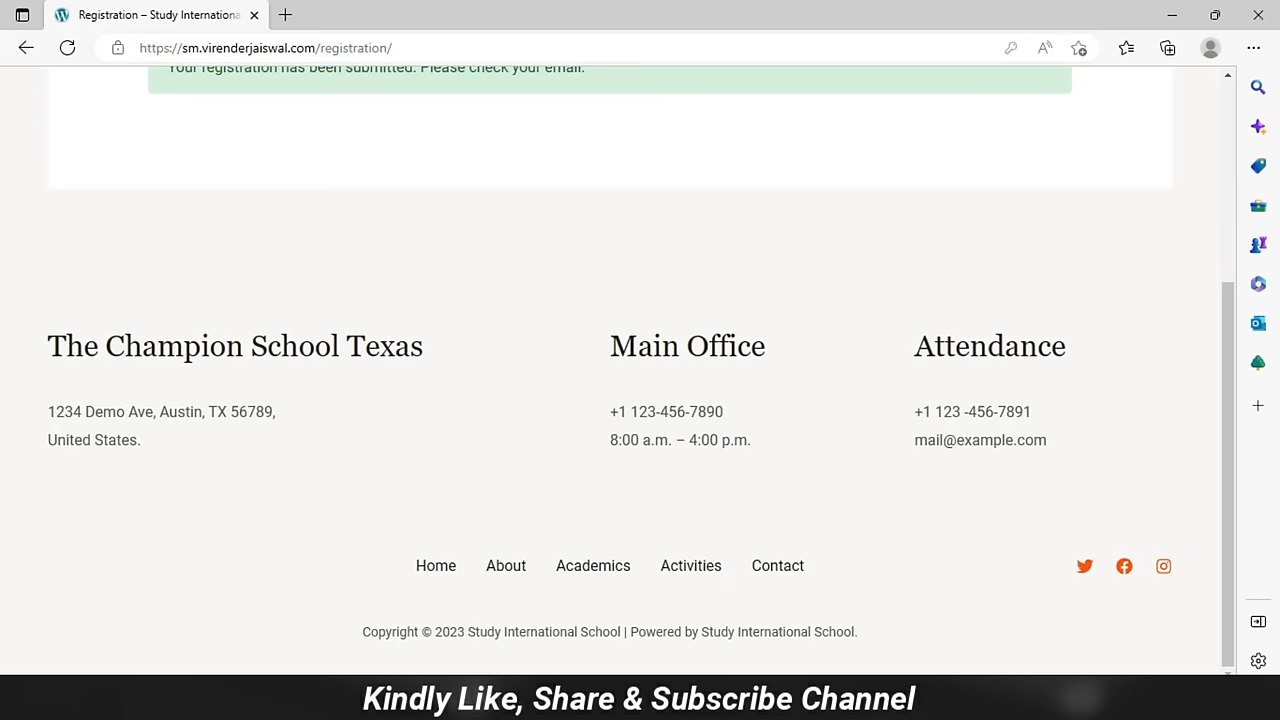 Registration – Study Internationa
https://sm.virenderjaiswal.com/registration/
Your registration has been submitted. Please check your email.
The Champion School Texas
Main Office
Attendance
1234 Demo Ave, Austin, TX 56789,
United States.
+1 123-456-7890
8:00 a.m. – 4:00 p.m.
+1 123 -456-7891
mail@example.com
Home About Academics Activities Contact
Copyright © 2023 Study International School | Powered by Study International School.
Kindly Like, Share & Subscribe Channel